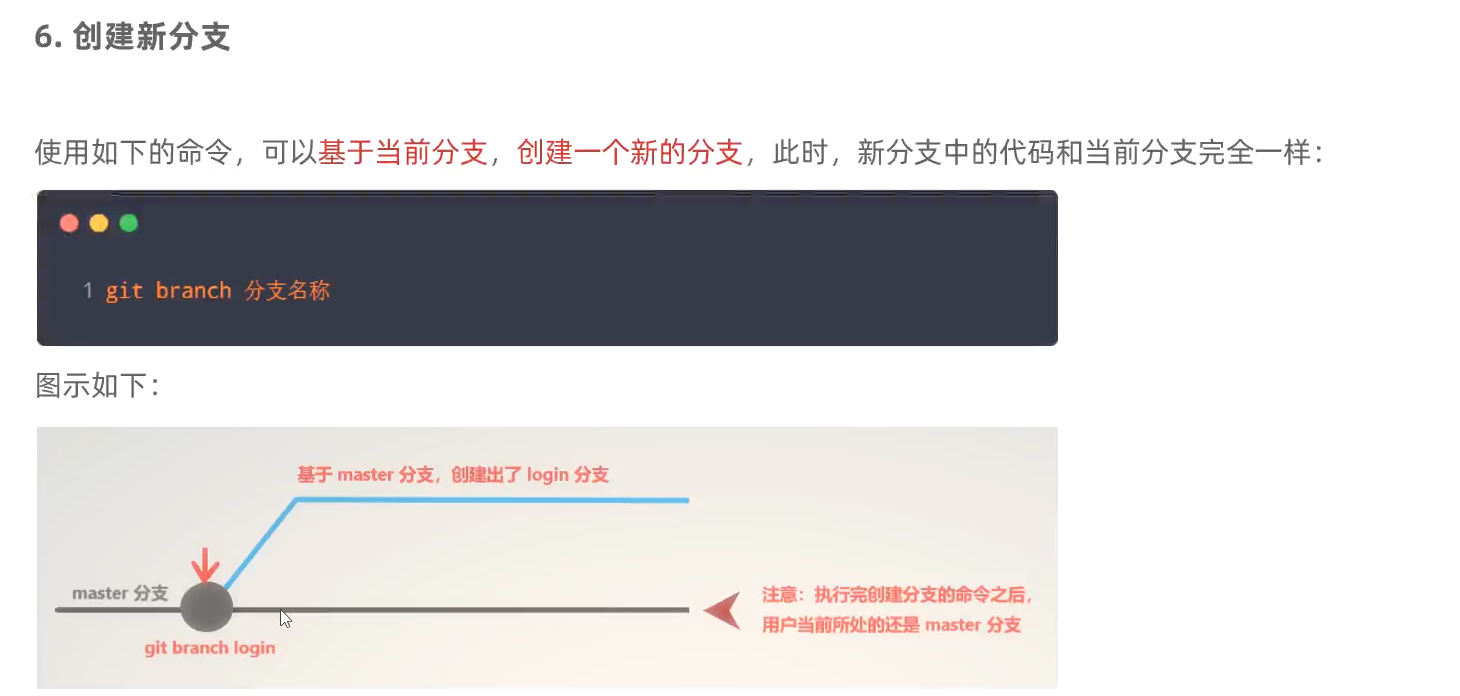 6. 创建新分支
使用如下的命令，可以基于当前分支，创建一个新的分支，此时，新分支中的代码和当前分支完全一样：
1 git branch 分支名称
图示如下：
基于 master 分支，创建出了 login 分支
master 分支
git branch login
注意：执行完创建分支的命令之后，
用户当前所处的还是 master 分支